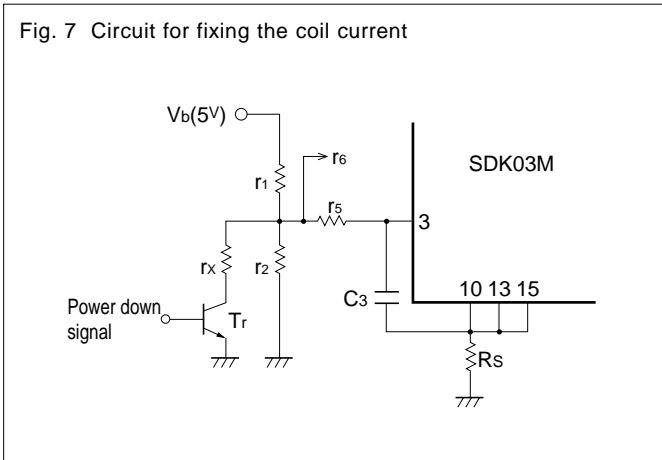 Fig. 7 Circuit for fixing the coil current
Vb(5V)
r6
SDK03M
r1
r5
3
rX
r2
C3
10 13 15
Power down
signal
Tr
RS